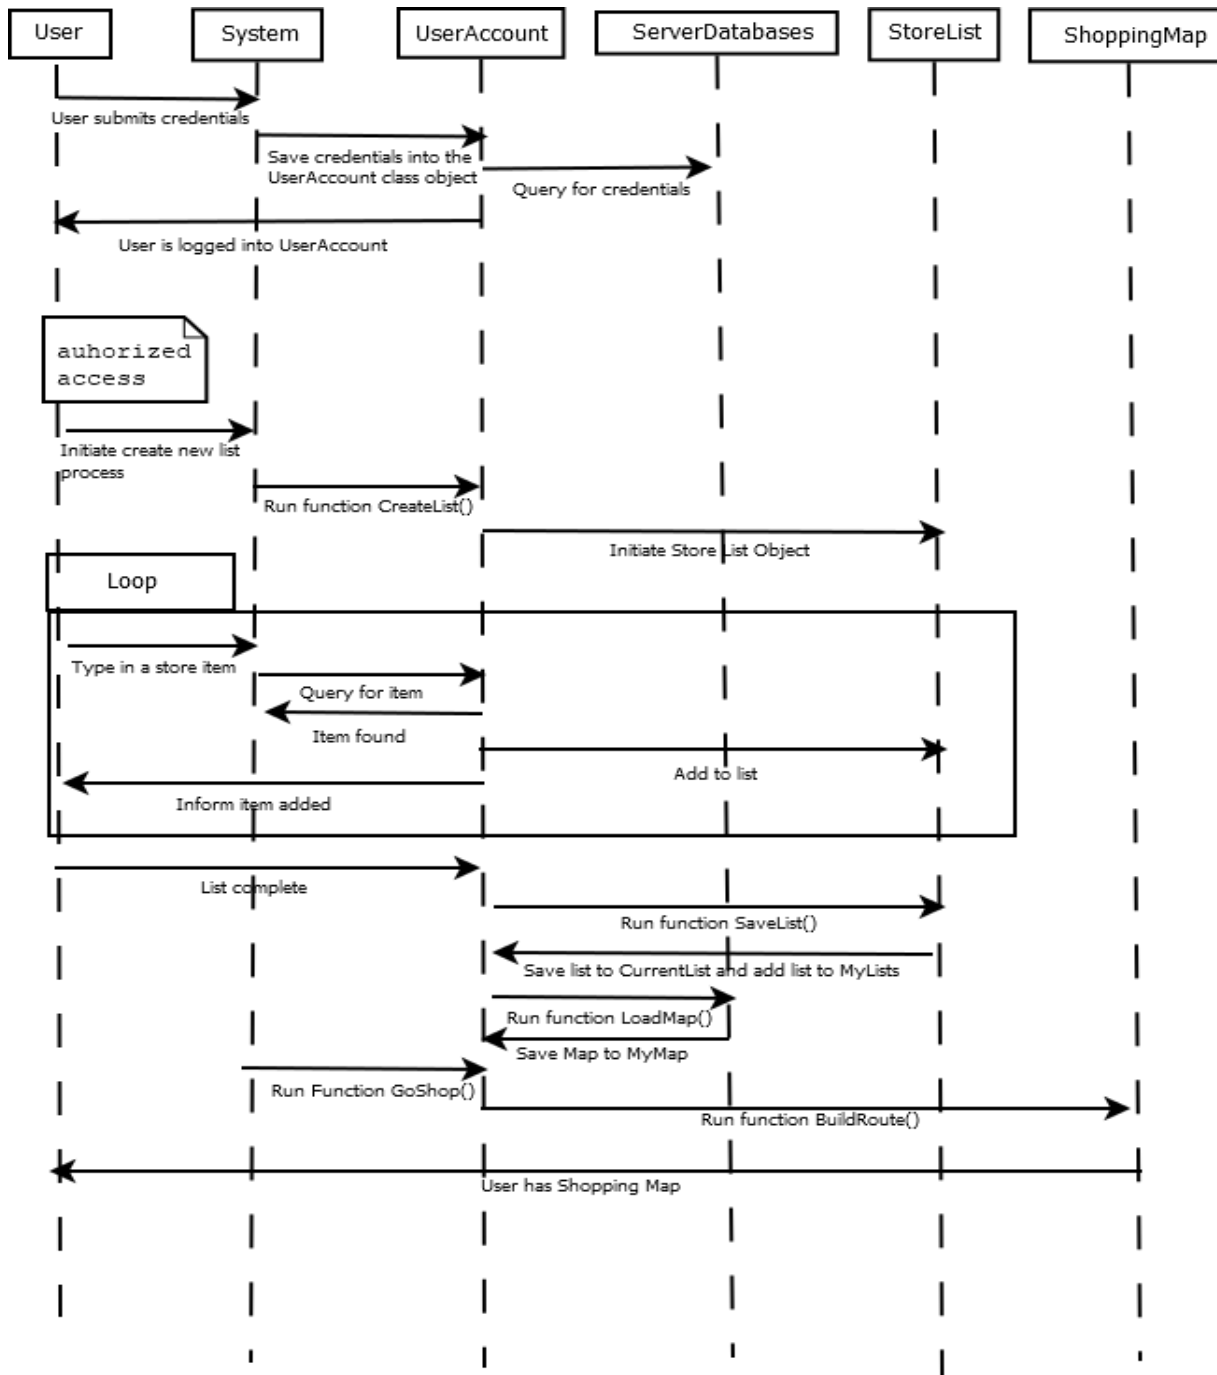 User
System
UserAccount
ServerDatabases
StoreList
ShoppingMap
User submits credentials
Save credentials into the
UserAccount class object
Query for credentials
User is logged into UserAccount
auhorized
access
Initiate create new list
process
Run function CreateList()
Initiate Store List Object
Loop
Type in a store item
Query for item
Item found
Add to list
Inform item added
List complete
Run function SaveList()
Save list to CurrentList and add list to MyLists
Run function LoadMap()
Save Map to MyMap
Run Function GoShop()
Run function BuildRoute()
User has Shopping Map